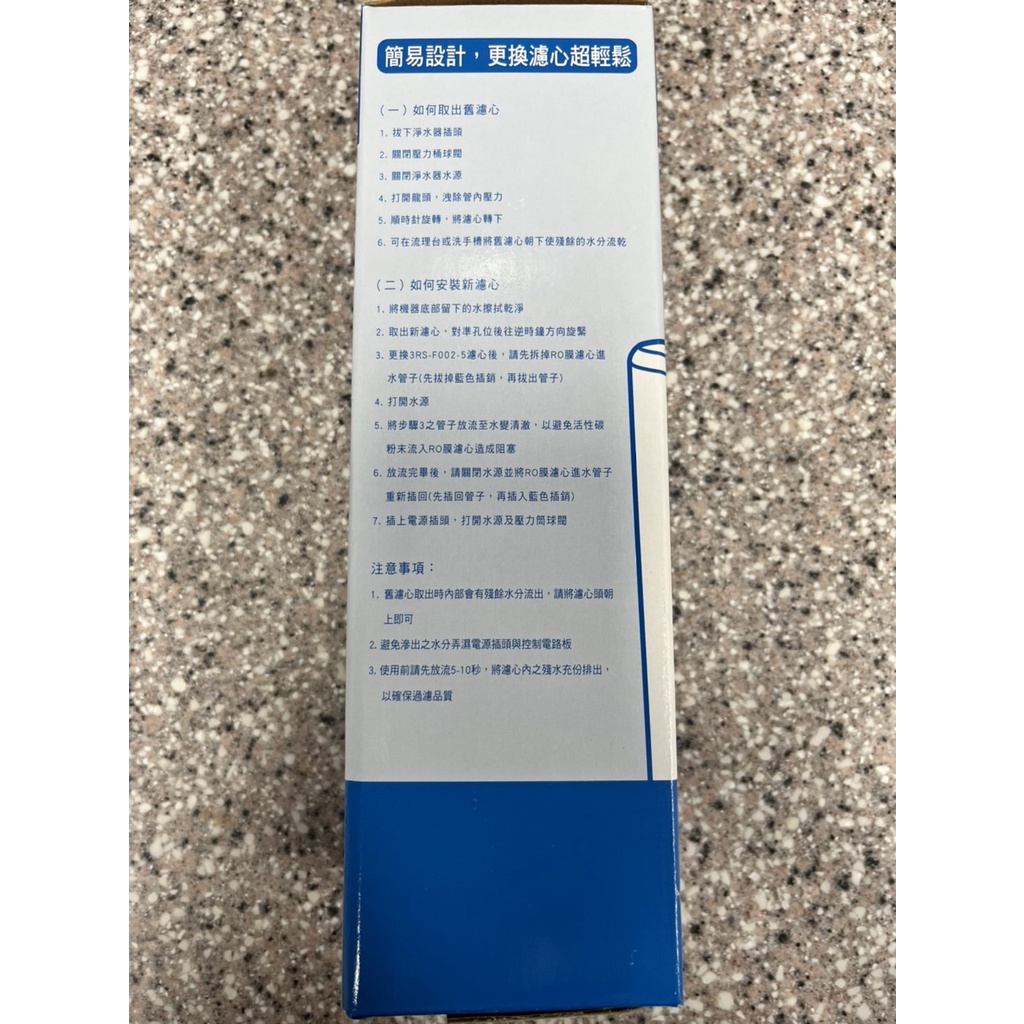 簡易設計，更換濾心超輕鬆
（一）如何取出舊濾心
1. 拔下淨水器插頭
2. 關閉壓力桶球閥
3. 關閉淨水器水源
4. 打開龍頭，洩除管內壓力
5. 順時針旋轉，將濾心轉下
6. 可在流理台或洗手槽將舊濾心朝下使殘餘的水分流乾
（二）如何安裝新濾心
1. 將機器底部留下的水擦拭乾淨
2. 取出新濾心，對準孔位後往逆時鐘方向旋緊
3. 更換3RS-F002-5濾心後，請先拆掉RO膜濾心進
水管子(先拔掉藍色插銷，再拔出管子)
4. 打開水源
5. 將步驟3之管子放流至水變清澈，以避免活性碳
粉末流入RO膜濾心造成阻塞
6. 放流完畢後，請關閉水源並將RO膜濾心進水管子
重新插回(先插回管子，再插入藍色插銷)
7. 插上電源插頭，打開水源及壓力筒球閥
注意事項：
1. 舊濾心取出時內部會有殘餘水分流出，請將濾心頭朝
上即可
2. 避免滲出之水分弄濕電源插頭與控制電路板
3. 使用前請先放流5-10秒，將濾心內之殘水充份排出，
以確保過濾品質